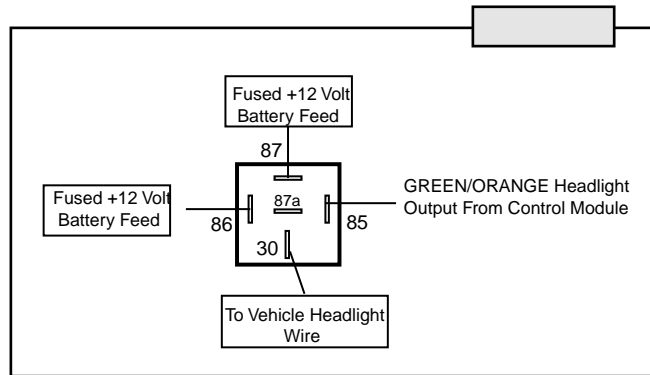 Fused +12 Volt
Battery Feed
87
Fused +12 Volt
Battery Feed
86
87a
85
GREEN/ORANGE Headlight
Output From Control Module
30
To Vehicle Headlight
Wire